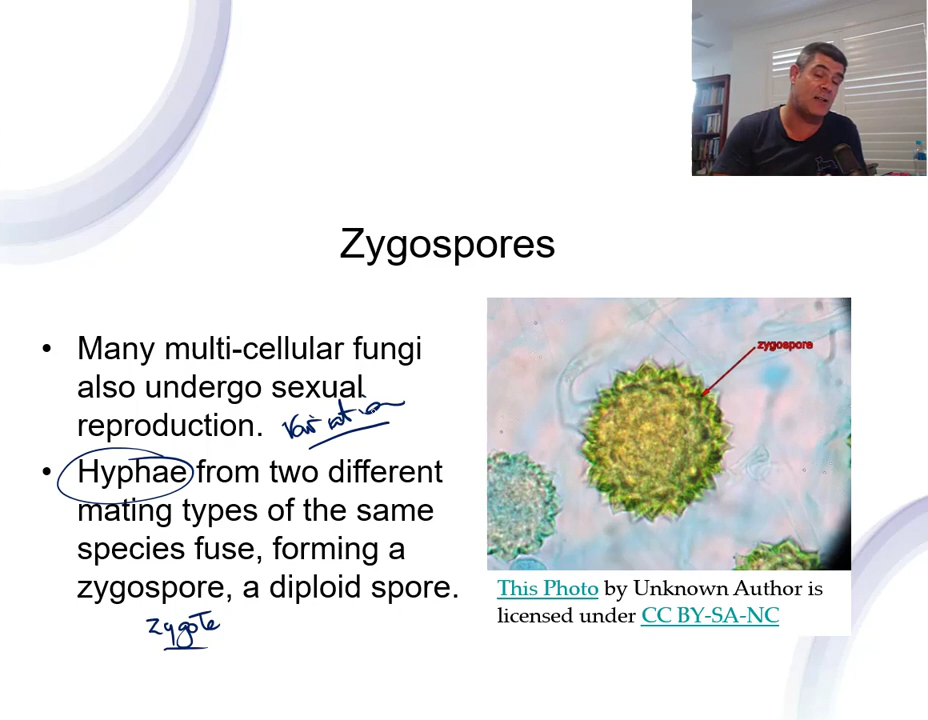 Zygospores
• Many multi-cellular fungi
also undergo sexual
reproduction. variation
• Hyphae from two different
mating types of the same
species fuse, forming a
zygospore, a diploid spore.
zygote
zygospore
This Photo by Unknown Author is
licensed under CC BY-SA-NC